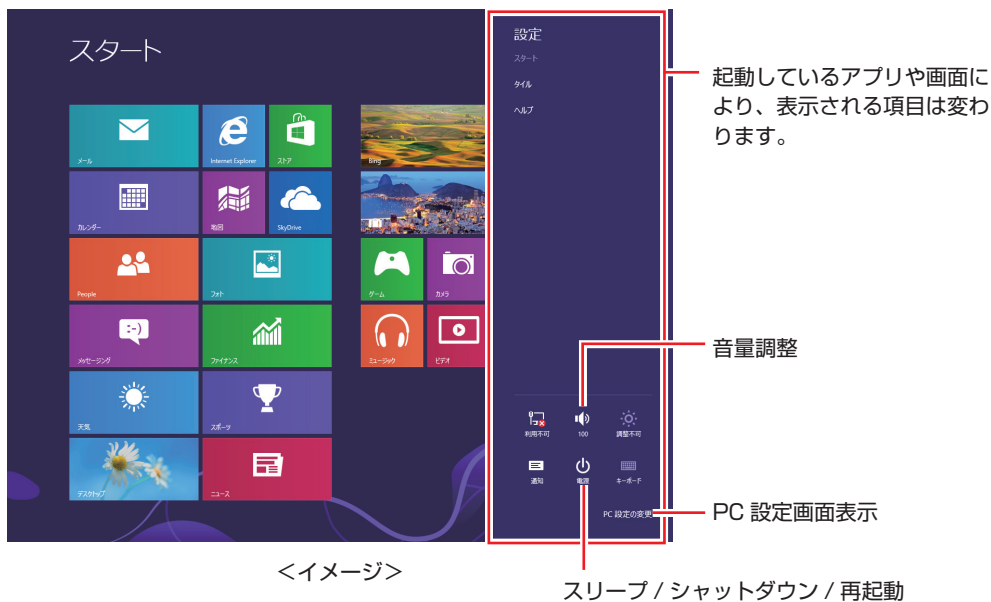 スタート
メール
Internet Explorer
ストア
Bing
カレンダー
地図
SkyDrive
People
フォト
ゲーム
カメラ
メッセージング
ファイナンス
ミュージック
ビデオ
天気
スポーツ
デスクトップ
ニュース
設定
スタート
タイル
ヘルプ
利用不可
100
調整不可
通知
電源
キーボード
PC 設定の変更
起動しているアプリや画面に
より、表示される項目は変わ
ります。
音量調整
PC 設定画面表示
スリープ / シャットダウン / 再起動
＜イメージ＞